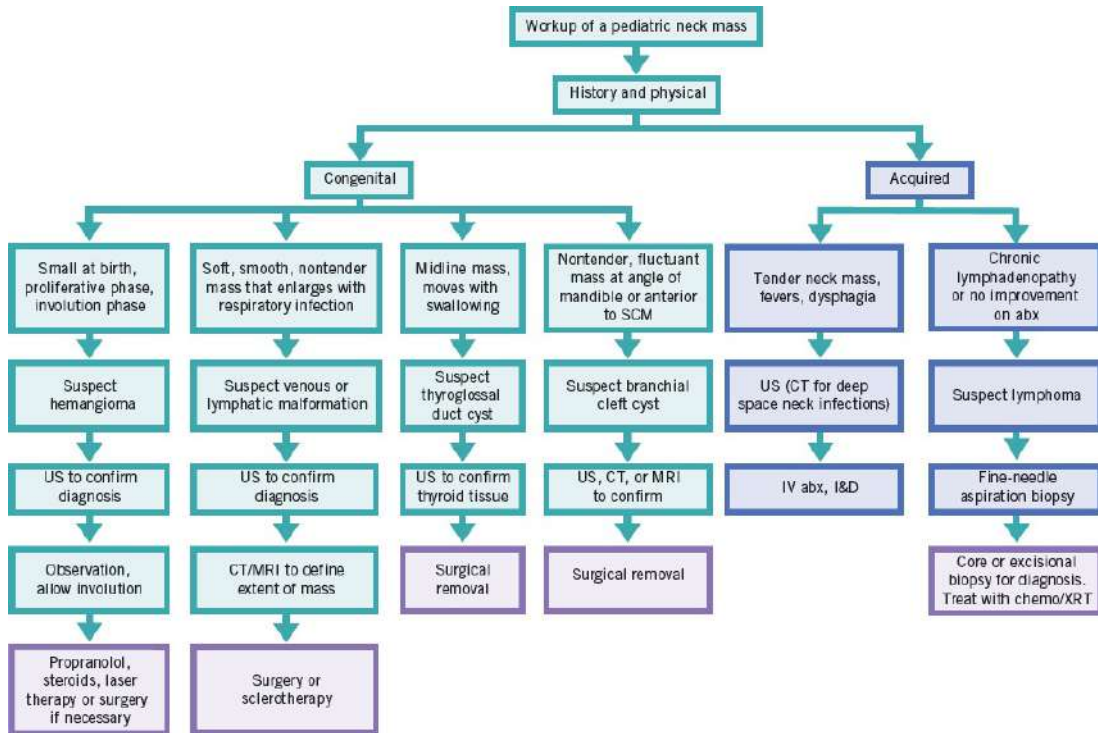 Workup of a pediatric neck mass
History and physical
Congenital
Acquired
Small at birth,
proliferative phase,
involution phase
Soft, smooth, nontender
mass that enlarges with
respiratory infection
Midline mass,
moves with
swallowing
Nontender, fluctuant
mass at angle of
mandible or anterior
to SCM
Tender neck mass,
fevers, dysphagia
Chronic
lymphadenopathy
or no improvement
on abx
Suspect
hemangioma
Suspect venous or
lymphatic malformation
Suspect
thyroglossal
duct cyst
Suspect branchial
cleft cyst
US (CT for deep
space neck infections)
Suspect lymphoma
US to confirm
diagnosis
US to confirm
diagnosis
US to confirm
thyroid tissue
US, CT, or MRI
to confirm
IV abx, I&D
Fine-needle
aspiration biopsy
Observation,
allow involution
CT/MRI to define
extent of mass
Surgical
removal
Surgical removal
Core or excisional
biopsy for diagnosis.
Treat with chemo/XRT
Propranolol,
steroids, laser
therapy or surgery
if necessary
Surgery or
sclerotherapy